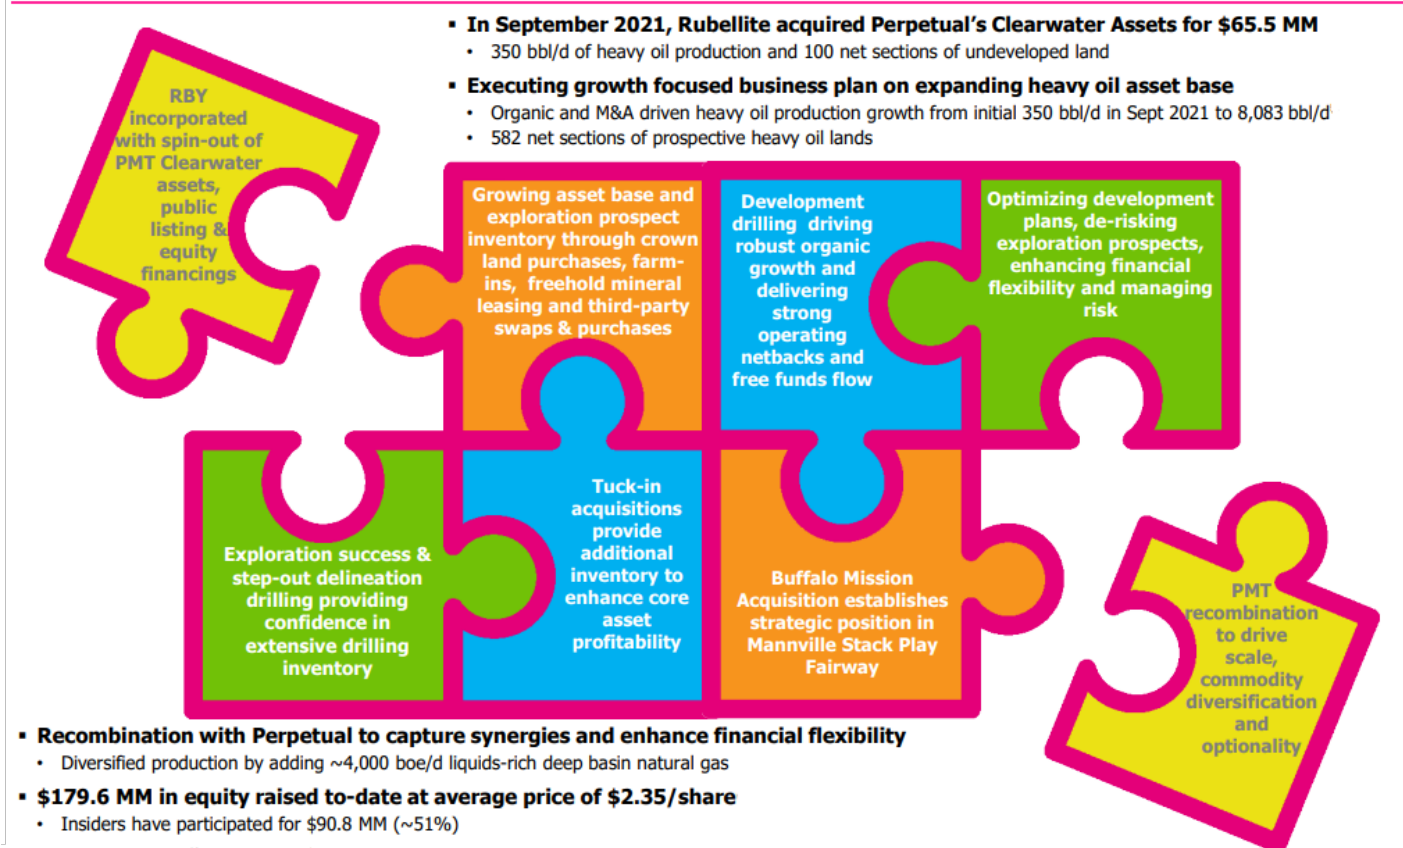 ▪ In September 2021, Rubellite acquired Perpetual’s Clearwater Assets for $65.5 MM
• 350 bbl/d of heavy oil production and 100 net sections of undeveloped land
▪ Executing growth focused business plan on expanding heavy oil asset base
• Organic and M&A driven heavy oil production growth from initial 350 bbl/d in Sept 2021 to 8,083 bbl/d
• 582 net sections of prospective heavy oil lands
RBY
incorporated
with spin-out of
PMT Clearwater
assets,
public
listing &
equity
financings
Growing asset base and
exploration prospect
inventory through crown
land purchases, farm-
ins, freehold mineral
leasing and third-party
swaps & purchases
Development
drilling driving
robust organic
growth and
delivering
strong
operating
netbacks and
free funds flow
Optimizing development
plans, de-risking
exploration prospects,
enhancing financial
flexibility and managing
risk
Exploration success &
step-out delineation
drilling providing
confidence in
extensive drilling
inventory
Tuck-in
acquisitions
provide
additional
inventory to
enhance core
asset
profitability
Buffalo Mission
Acquisition establishes
strategic position in
Mannville Stack Play
Fairway
PMT
recombination
to drive
scale,
commodity
diversification
and
optionality
▪ Recombination with Perpetual to capture synergies and enhance financial flexibility
• Diversified production by adding ~4,000 boe/d liquids-rich deep basin natural gas
▪ $179.6 MM in equity raised to-date at average price of $2.35/share
• Insiders have participated for $90.8 MM (~51%)